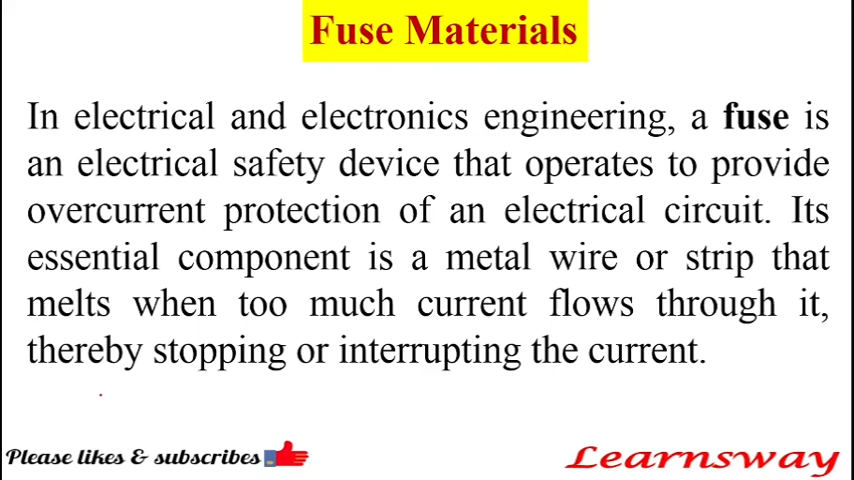 Fuse Materials
In electrical and electronics engineering, a fuse is
an electrical safety device that operates to provide
overcurrent protection of an electrical circuit. Its
essential component is a metal wire or strip that
melts when too much current flows through it,
thereby stopping or interrupting the current.
Please likes & subscribes
Learnsway